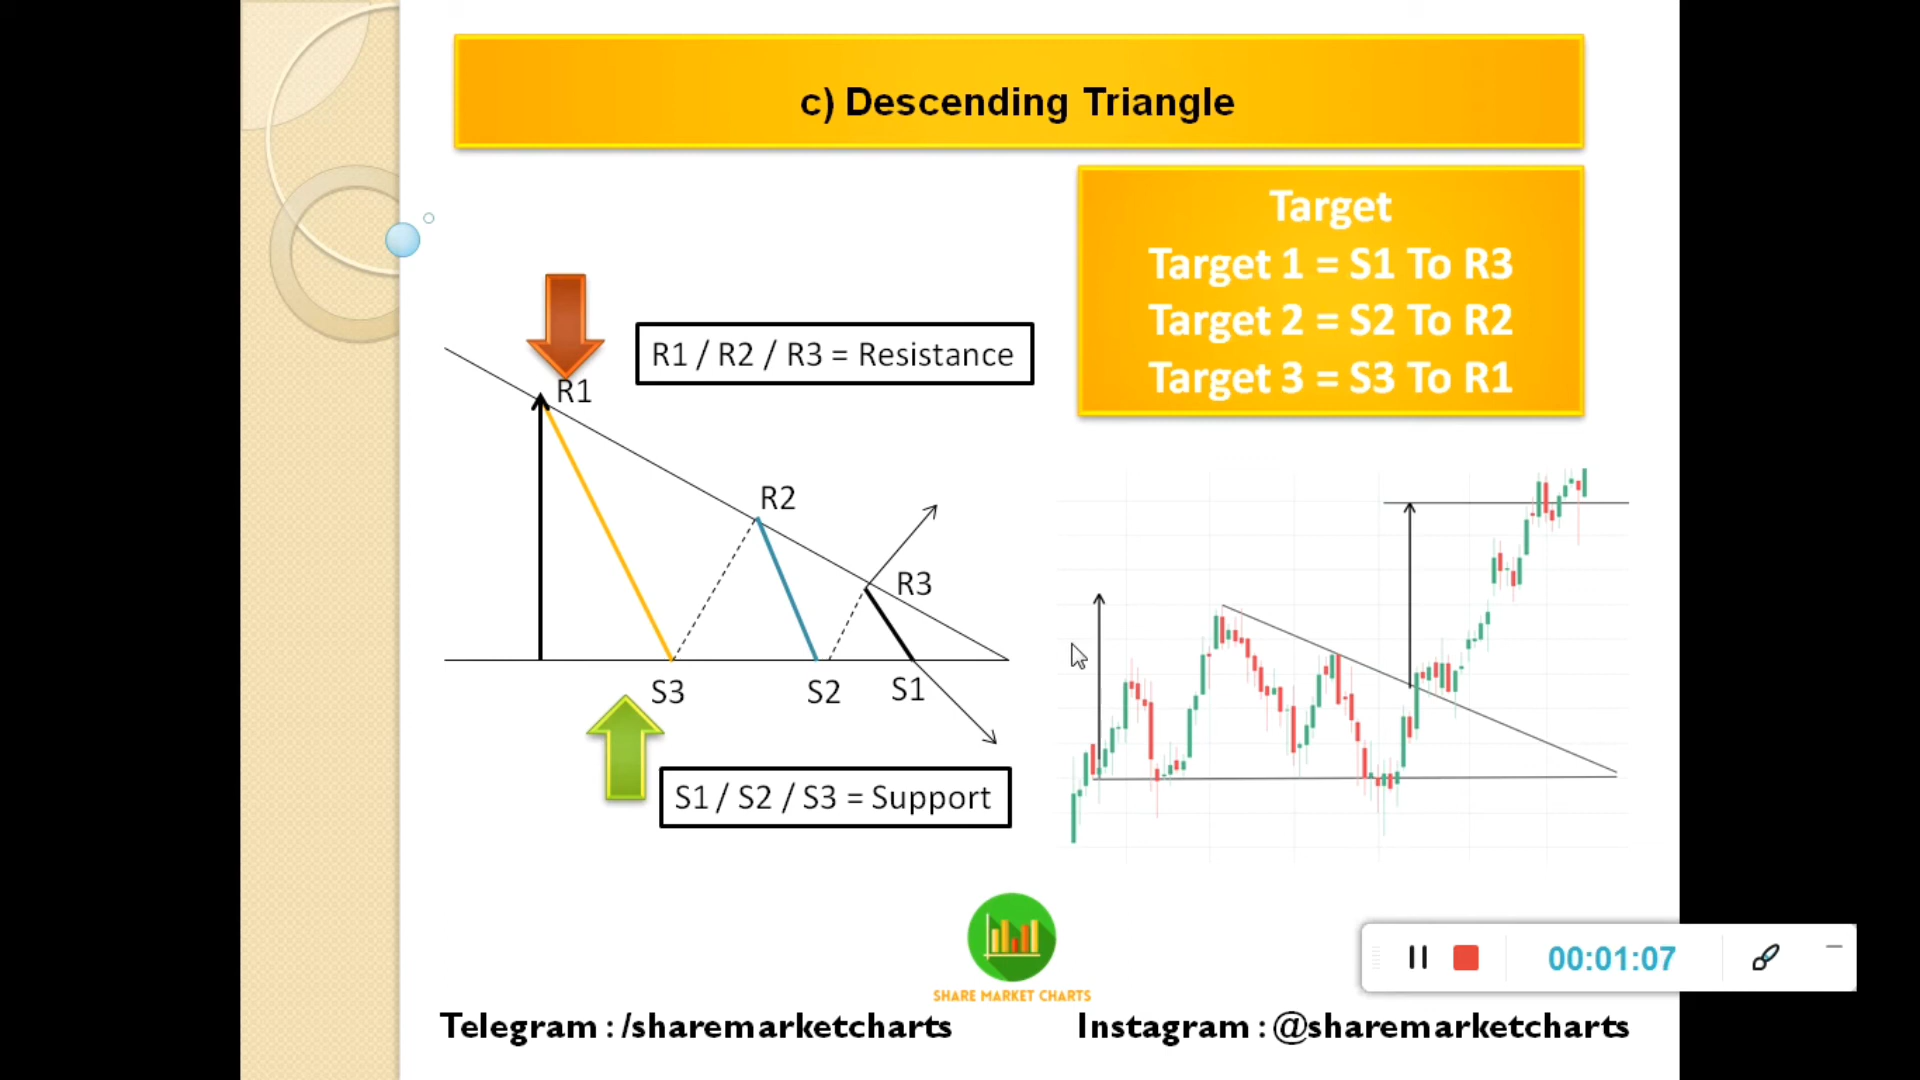 c) Descending Triangle
Target
Target 1 = S1 To R3
Target 2 = S2 To R2
Target 3 = S3 To R1
R1 / R2 / R3 = Resistance
R1
R2
R3
S3
S2
S1
S1 / S2 / S3 = Support
SHARE MARKET CHARTS
00:01:07
Telegram : /sharemarketcharts
Instagram : @sharemarketcharts